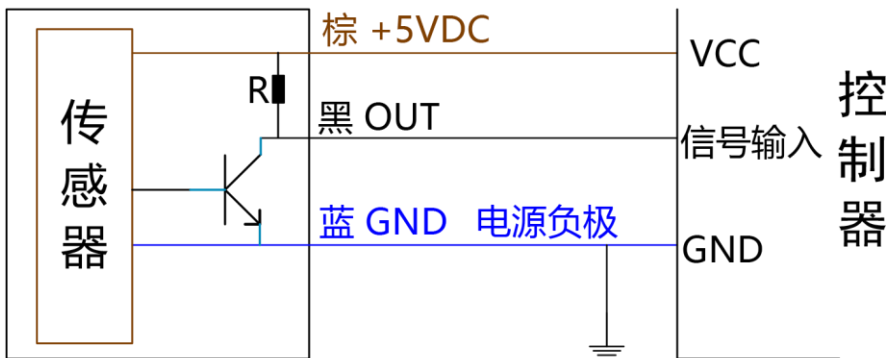 棕 +5VDC
VCC
R
黑 OUT
信号输入
传感器
控制器
蓝 GND 电源负极
GND